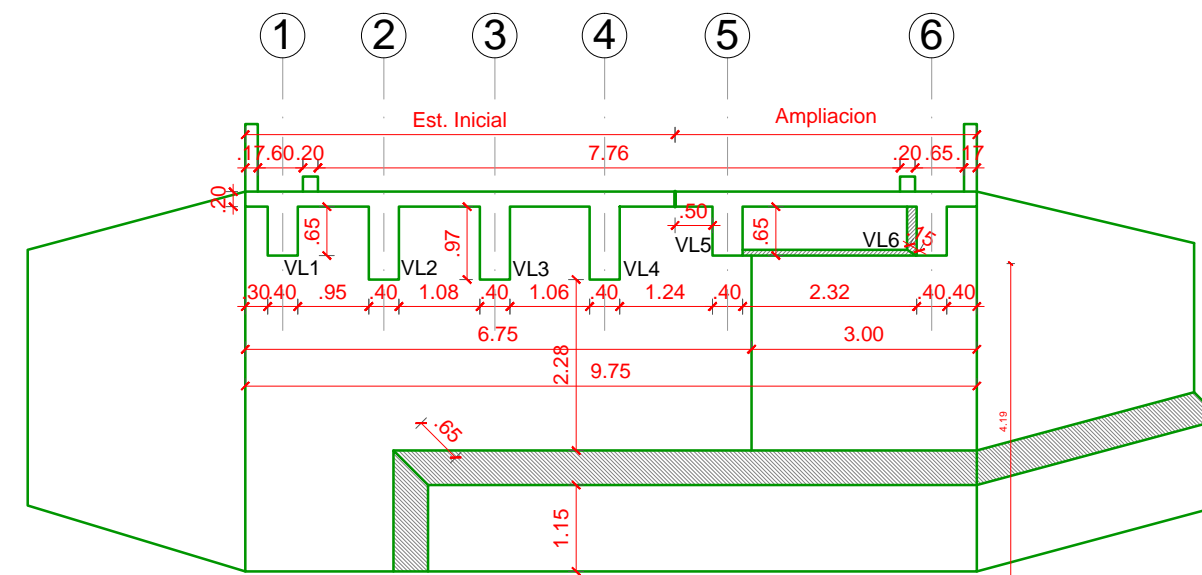 1 2 3 4 5 6
Est. Inicial Ampliacion
.17 .60 .20 7.76 .20 .65 .17
.20
.65 .97 .50 .65 .15
VL5 VL6
VL1 VL2 VL3 VL4
.30 .40 .95 .40 1.08 .40 1.06 .40 1.24 .40 2.32 .40 .40
6.75 3.00
2.28
9.75
4.19
.65
1.15